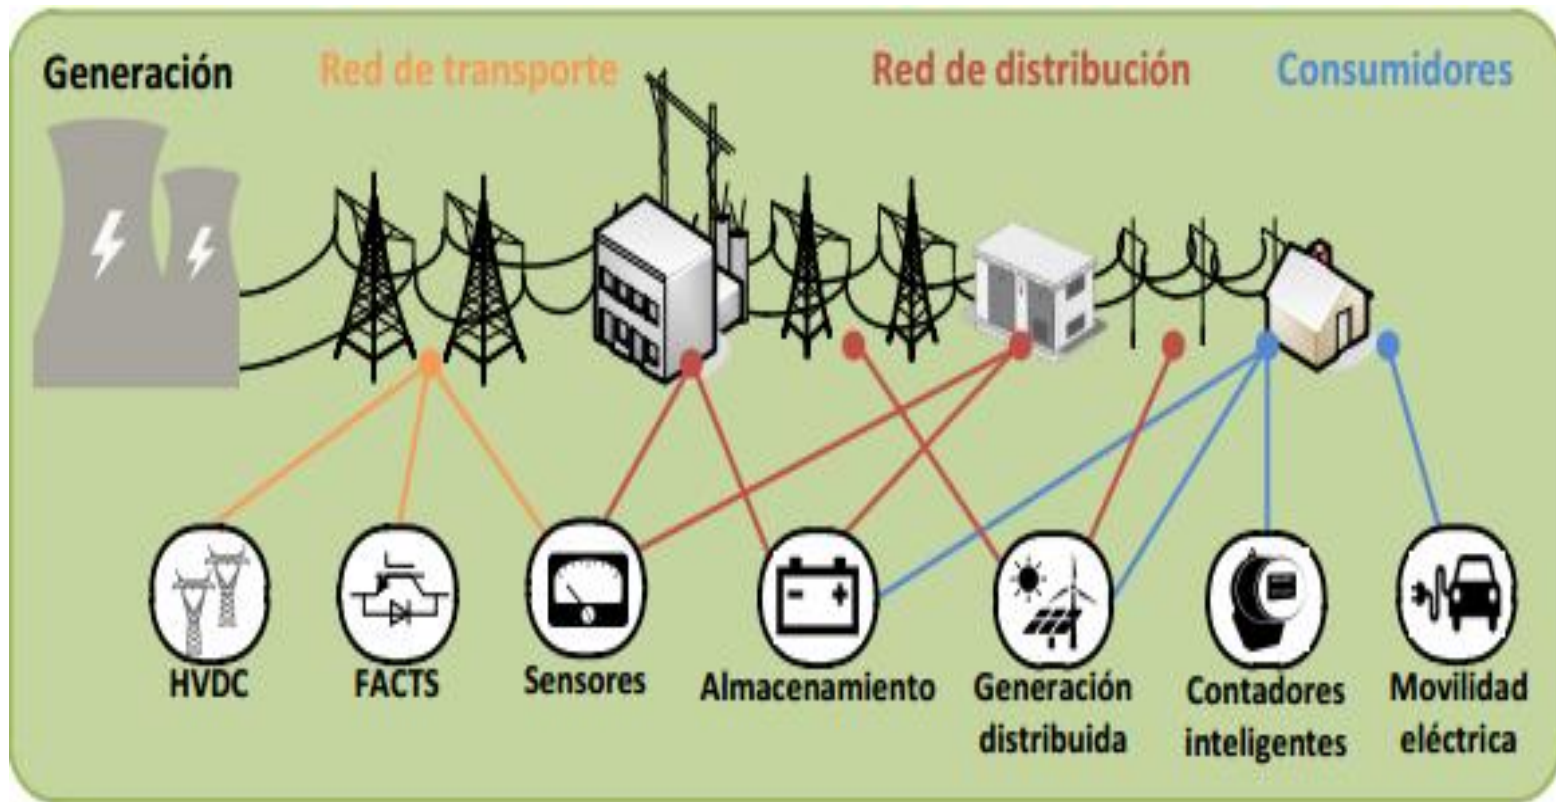 Generación
Red de transporte
Red de distribución
Consumidores
HVDC
FACTS
Sensores
Almacenamiento
Generación
distribuida
Contadores
inteligentes
Movilidad
eléctrica